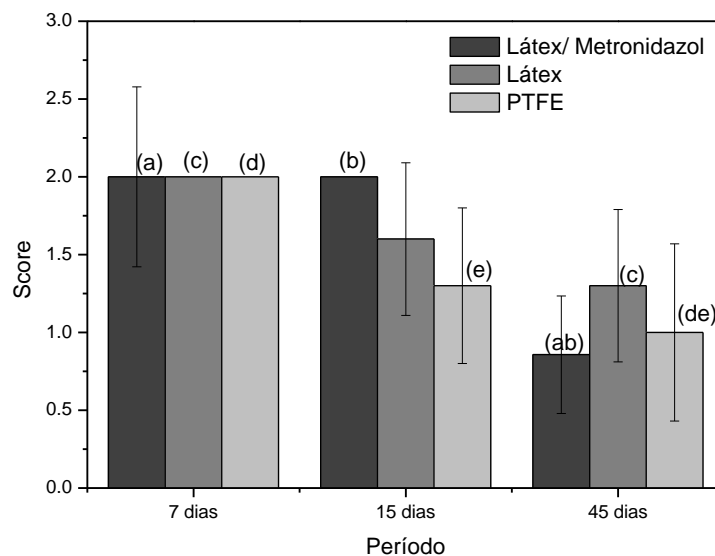 3.0
2.5
2.0
1.5
1.0
0.5
0.0
Score
Látex/ Metronidazol
Látex
PTFE
(a)
(c)
(d)
(b)
(e)
(ab)
(c)
(de)
7 dias
15 dias
45 dias
Período